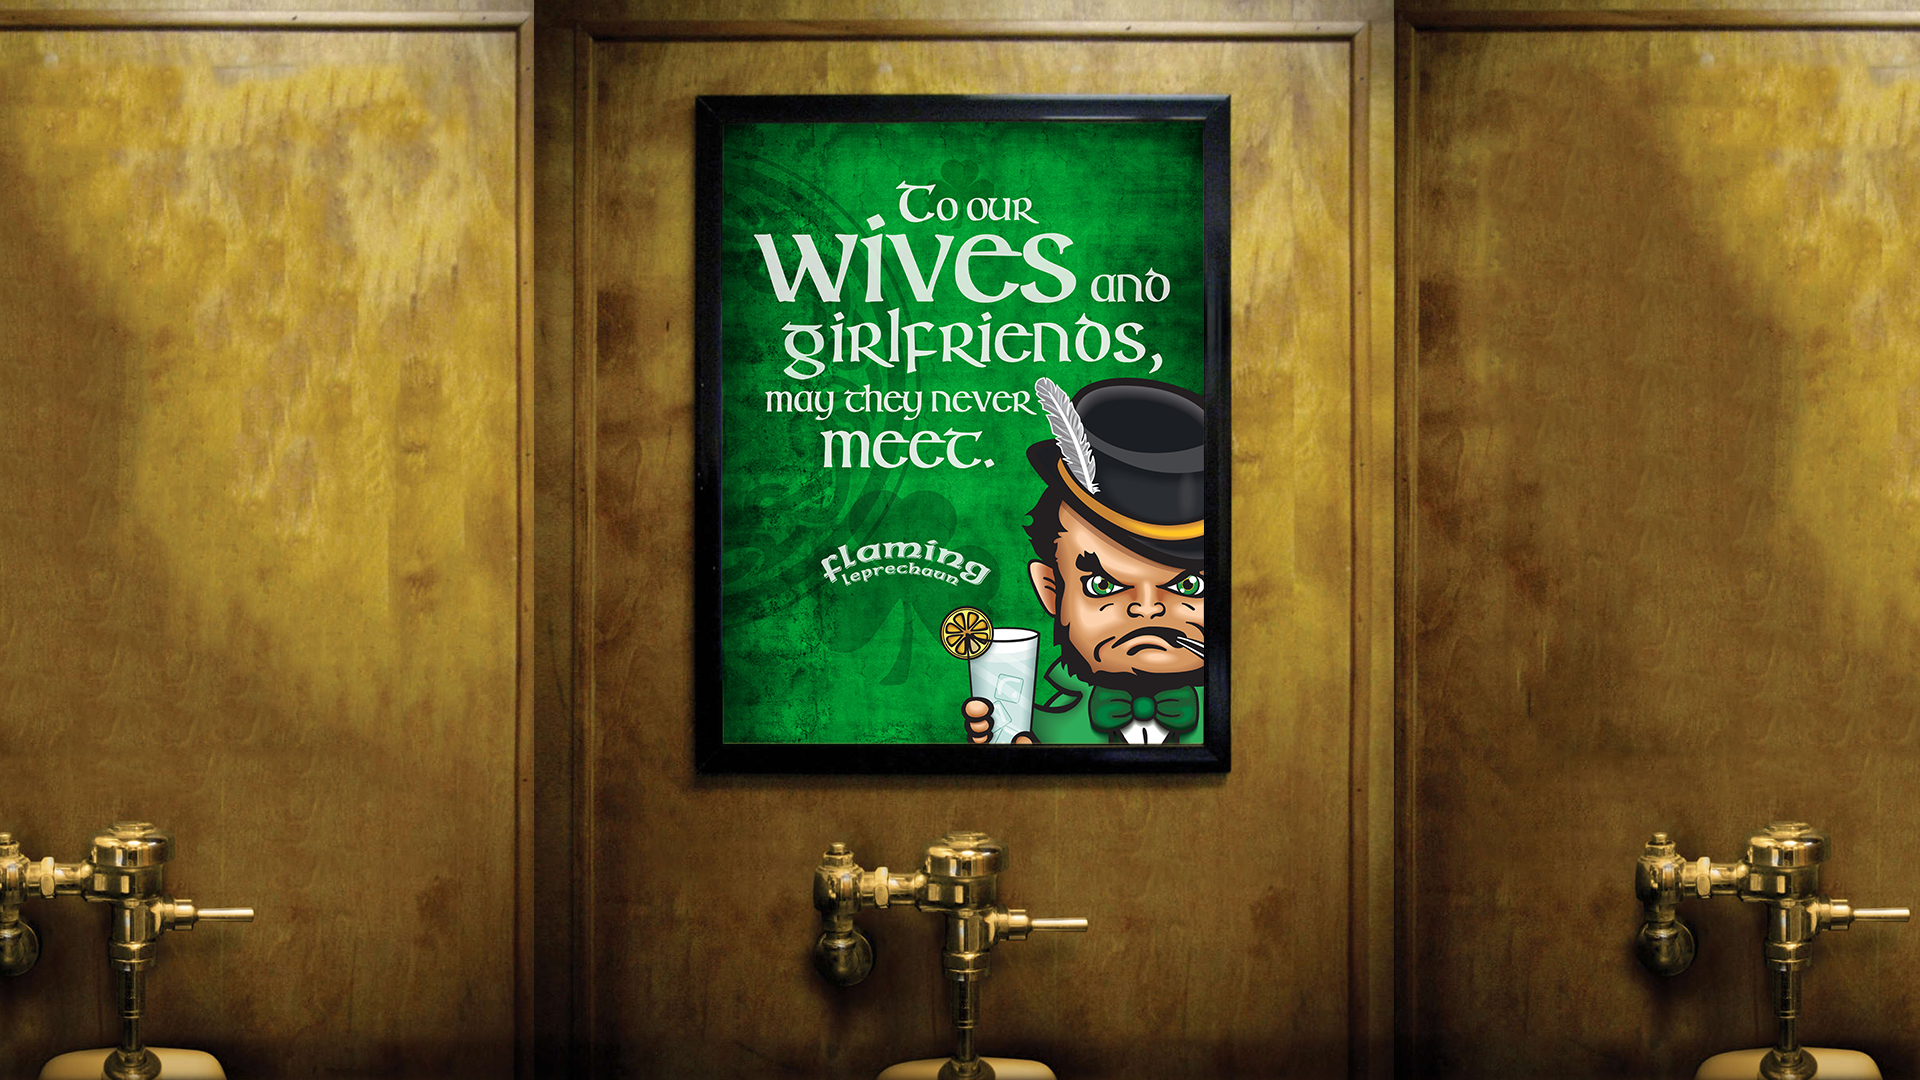 To our
wives and
girlfriends,
may they never
meet.
flaming
leprechaun